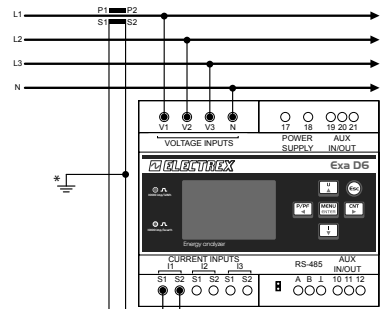 P1 P2
L1
S1 S2
L2
L3
N
V1 V2 V3 N
17 18 19 20 21
VOLTAGE INPUTS
POWER SUPPLY
AUX IN/OUT
ELECTREX
Exa D6
*
U
Esc
P/PF
MENU
ENTER
CNT
I
Energy analyzer
CURRENT INPUTS
I1 I2 I3
RS-485
AUX IN/OUT
S1 S2 S1 S2 S1 S2
A B ⊥ 10 11 12